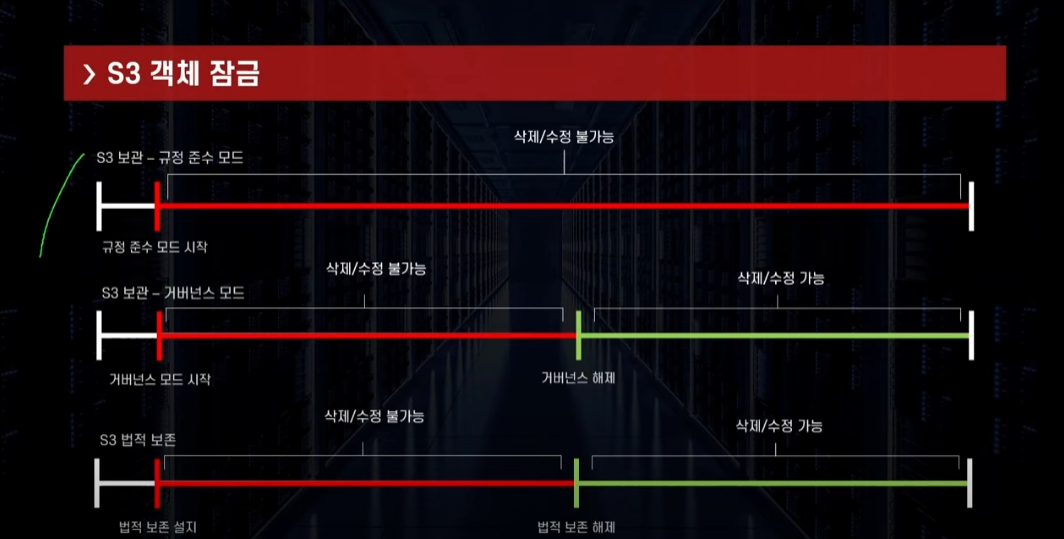 › S3 객체 잠금
삭제/수정 불가능
S3 보관 – 규정 준수 모드
규정 준수 모드 시작
삭제/수정 불가능
삭제/수정 가능
S3 보관 – 거버넌스 모드
거버넌스 모드 시작
거버넌스 해제
삭제/수정 불가능
삭제/수정 가능
S3 법적 보존
법적 보존 설지
법적 보존 해제